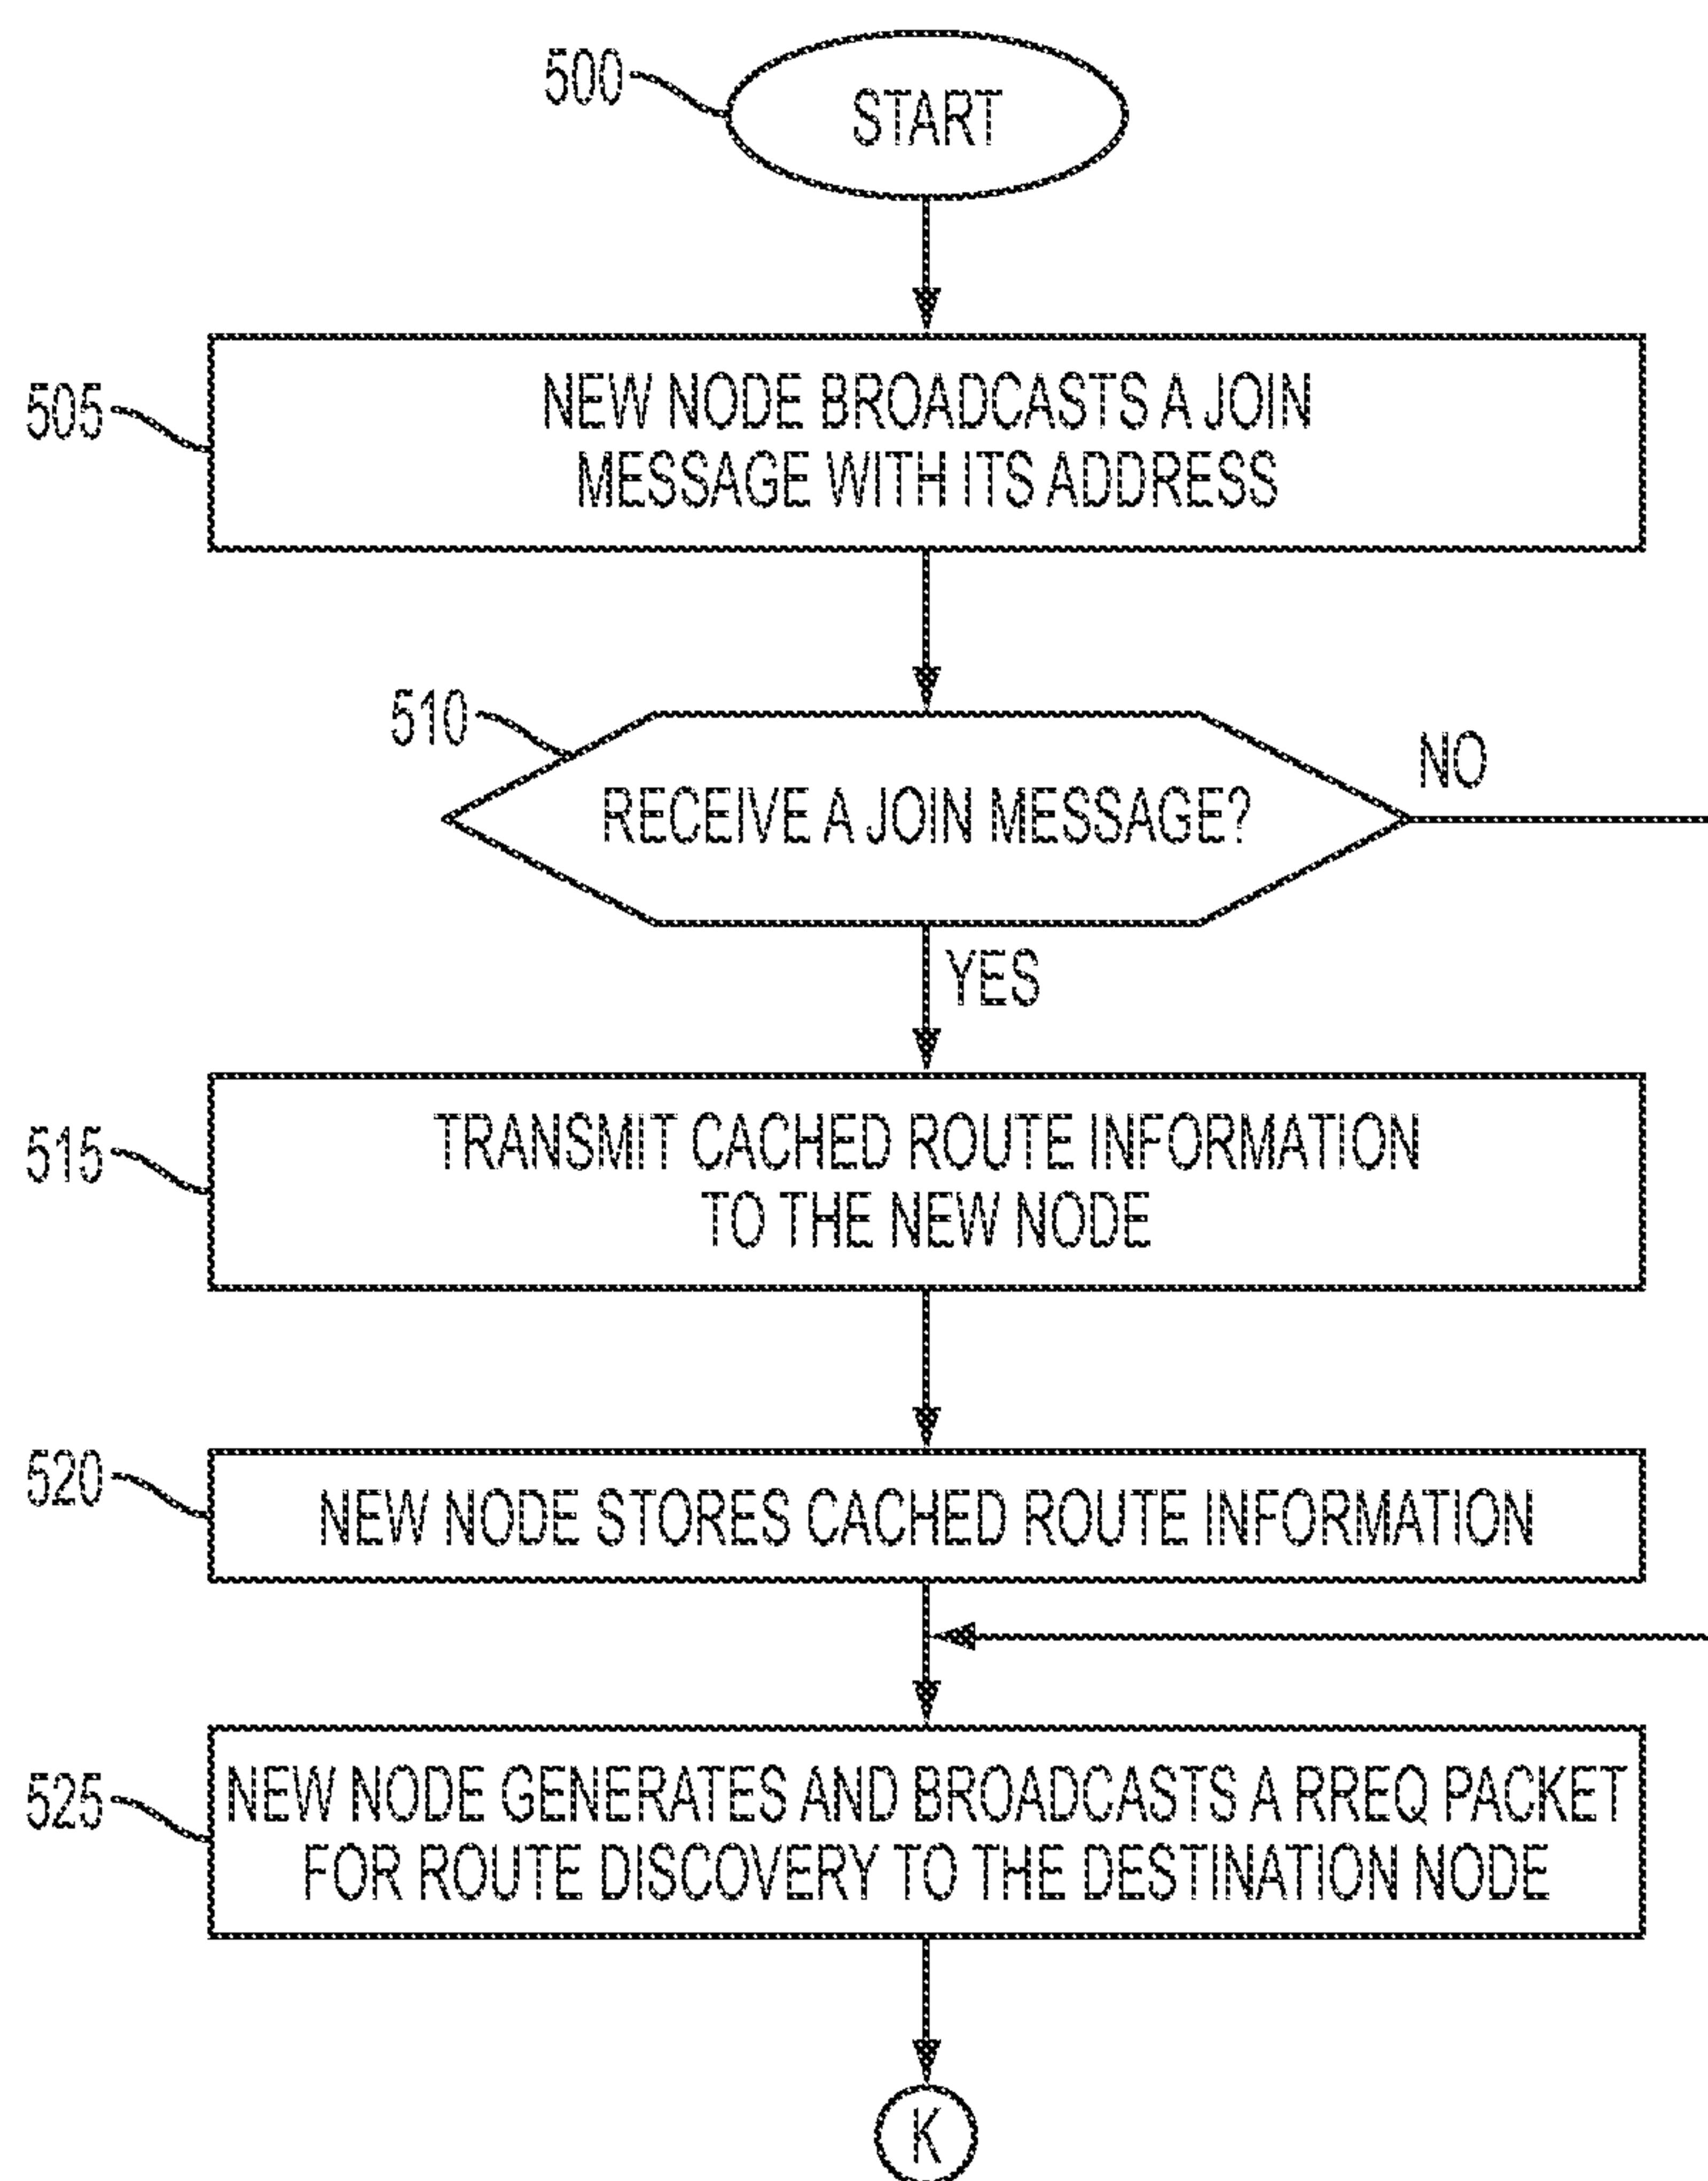 500
START
505
NEW NODE BROADCASTS A JOIN
MESSAGE WITH ITS ADDRESS
510
RECEIVE A JOIN MESSAGE?
NO
YES
515
TRANSMIT CACHED ROUTE INFORMATION
TO THE NEW NODE
520
NEW NODE STORES CACHED ROUTE INFORMATION
525
NEW NODE GENERATES AND BROADCASTS A RREQ PACKET
FOR ROUTE DISCOVERY TO THE DESTINATION NODE
K